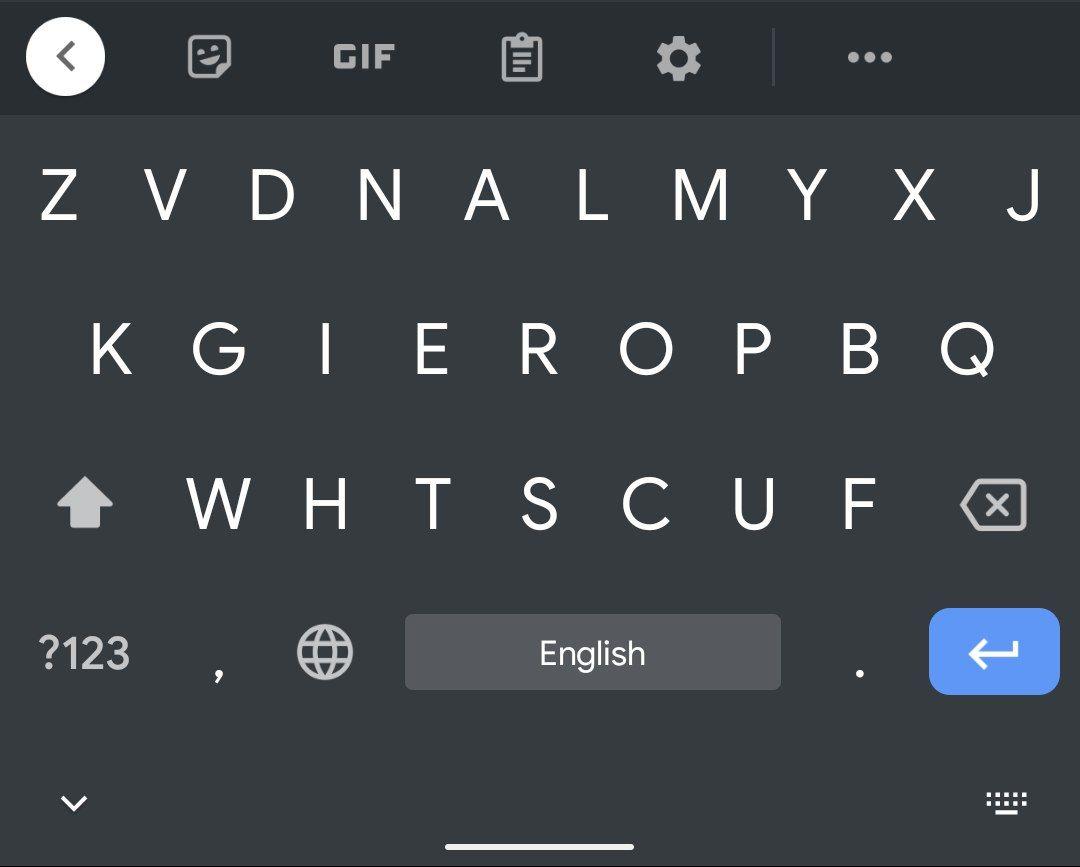 GIF
Z V D N A L M Y X J
K G I E R O P B Q
W H T S C U F
?123 , English .